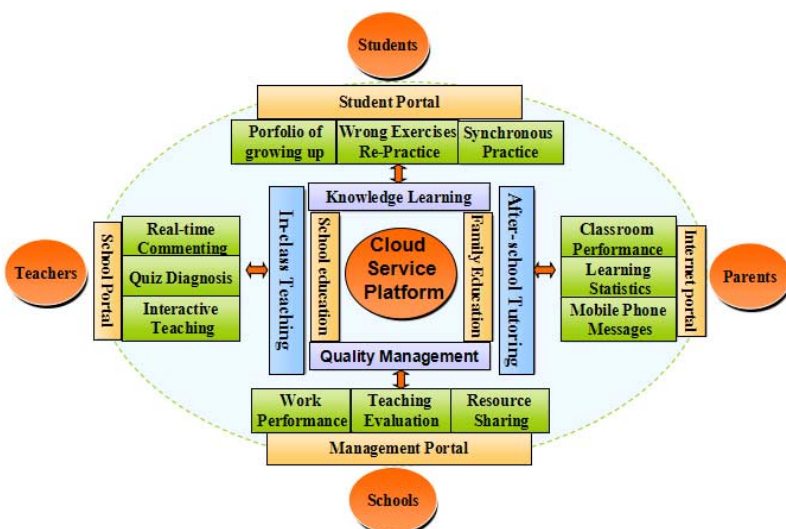 Students
Student Portal
Porfolio of
growing up
Wrong Exercises
Re-Practice
Synchronous
Practice
Knowledge Learning
Teachers
School Portal
Real-time
Commenting
Quiz Diagnosis
Interactive
Teaching
In-class Teaching
School education
Cloud
Service
Platform
Family Education
After-school Tutoring
Classroom
Performance
Learning
Statistics
Mobile Phone
Messages
Internet portal
Parents
Quality Management
Work
Performance
Teaching
Evaluation
Resource
Sharing
Management Portal
Schools